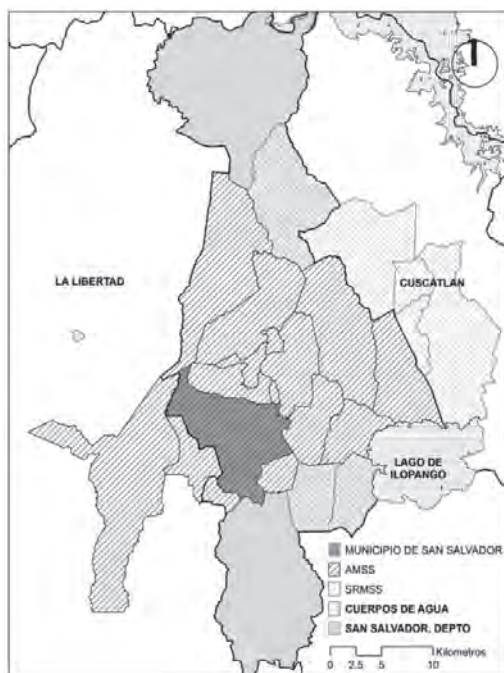 LA LIBERTAD
CUSCATLAN
LAGO DE
ILOPANGO
MUNICIPIO DE SAN SALVADOR
AMSS
SRMSS
CUERPOS DE AGUA
SAN SALVADOR, DEPTO
Kilometros
0 2.5 5 10